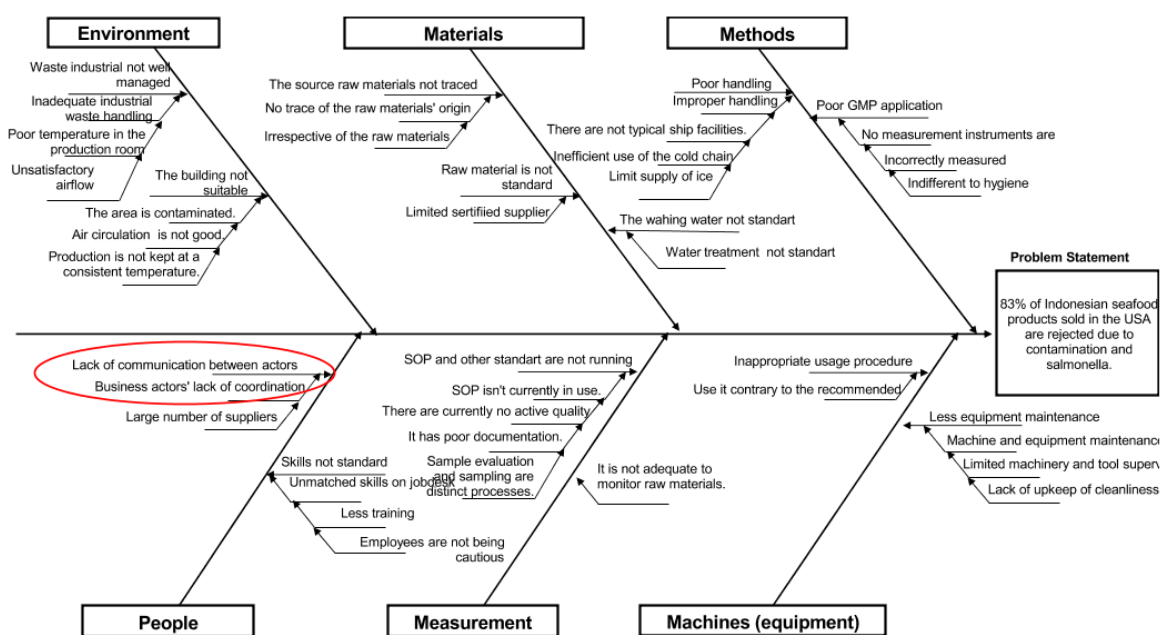 Environment
Materials
Methods
Waste industrial not well
managed
Inadequate industrial
waste handling
Poor temperature in the
production room
Unsatisfactory
airflow
The building not
suitable
The area is contaminated.
Air circulation is not good.
Production is not kept at a
consistent temperature.
The source raw materials not traced
No trace of the raw materials' origin
Irrespective of the raw materials
Raw material is not
standard
Limited sertifiied supplier
The wahing water not standart
Water treatment not standart
Poor handling
Improper handling
There are not typical ship facilities.
Inefficient use of the cold chain
Limit supply of ice
Poor GMP application
No measurement instruments are
Incorrectly measured
Indifferent to hygiene
Problem Statement
83% of Indonesian seafood
products sold in the USA
are rejected due to
contamination and
salmonella.
Lack of communication between actors
Business actors' lack of coordination
Large number of suppliers
Skills not standard
Unmatched skills on jobdesk
Less training
Employees are not being
cautious
SOP and other standart are not running
SOP isn't currently in use.
There are currently no active quality
It has poor documentation.
Sample evaluation
and sampling are
distinct processes.
It is not adequate to
monitor raw materials.
Inappropriate usage procedure
Use it contrary to the recommended
Less equipment maintenance
Machine and equipment maintenance
Limited machinery and tool superv
Lack of upkeep of cleanliness
People
Measurement
Machines (equipment)